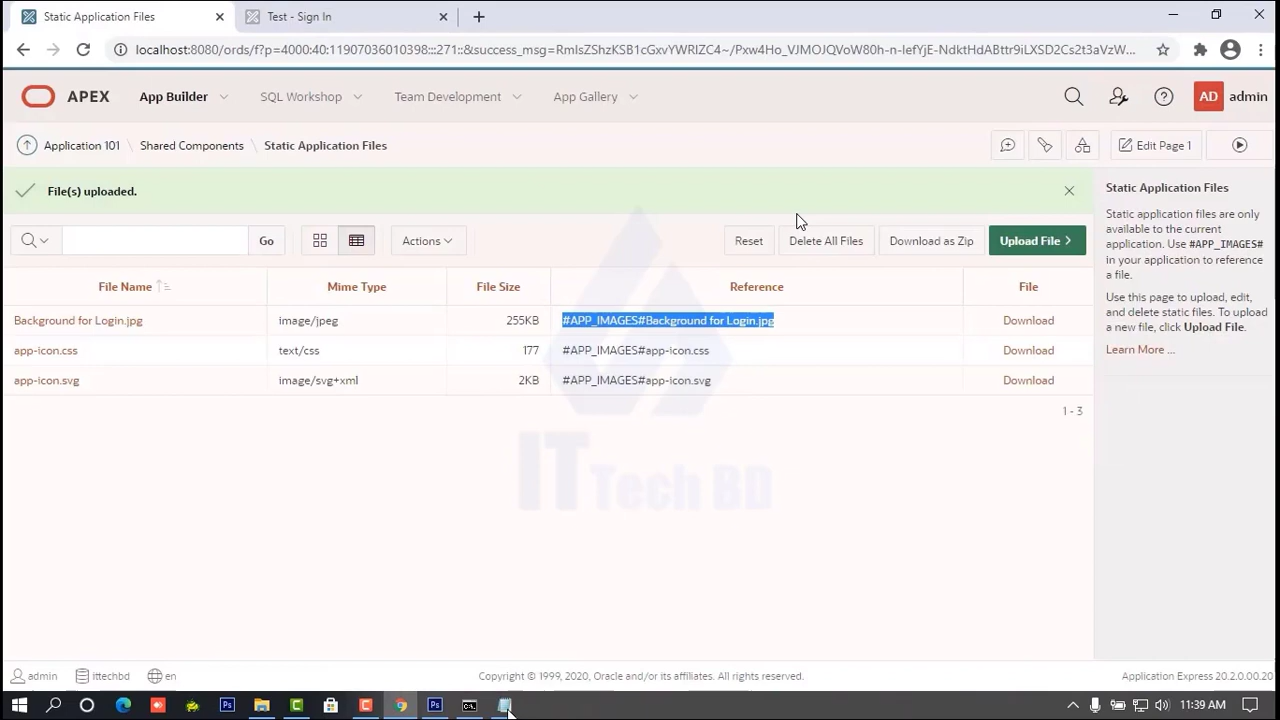 Static Application Files
Test - Sign In
localhost:8080/ords/f?p=4000:40:11907036010398:::271::&success_msg=RmlsZShzKSB1cGxvYWRlZC4~/Pxw4Ho_VJMOJQVoW80h-n-lefYjE-NdktHdABttr9iLXSD2Cs2t3aVzW...
APEX
App Builder
SQL Workshop
Team Development
App Gallery
AD
admin
Application 101
Shared Components
Static Application Files
Edit Page 1
File(s) uploaded.
Go
Actions
Reset
Delete All Files
Download as Zip
Upload File
File Name
Mime Type
File Size
Reference
File
Background for Login.jpg
image/jpeg
255KB
#APP_IMAGES#Background for Login.jpg
Download
app-icon.css
text/css
177
#APP_IMAGES#app-icon.css
Download
app-icon.svg
image/svg+xml
2KB
#APP_IMAGES#app-icon.svg
Download
1 - 3
IT Tech BD
Static Application Files
Static application files are only
available to the current
application. Use #APP_IMAGES#
in your application to reference
a file.
Use this page to upload, edit,
and delete static files. To upload
a new file, click Upload File.
Learn More ...
admin
ittechbd
en
Copyright © 1999, 2020, Oracle and/or its affiliates. All rights reserved.
Application Express 20.2.0.00.20
11:39 AM